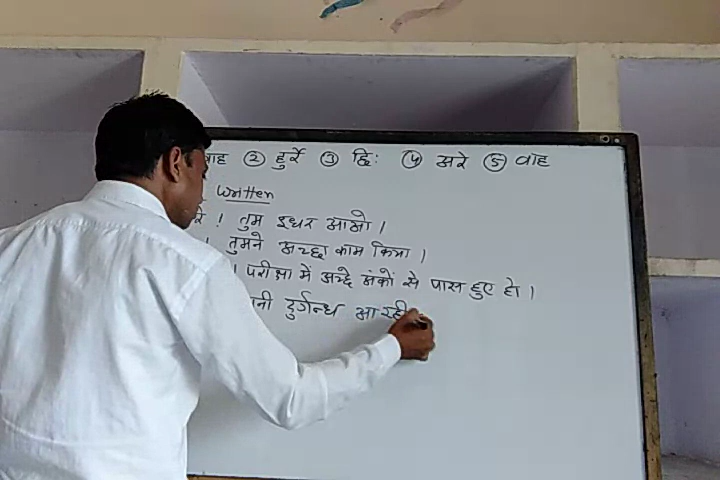 ② हुर्रे ③ छि: ④ अरे ⑤ वाह
Written
! तुम इधर आओ ।
। तुमने अच्छा काम किया ।
। परीक्षा में अच्छे अंकों से पास हुए हो ।
दुर्गन्ध आ रही